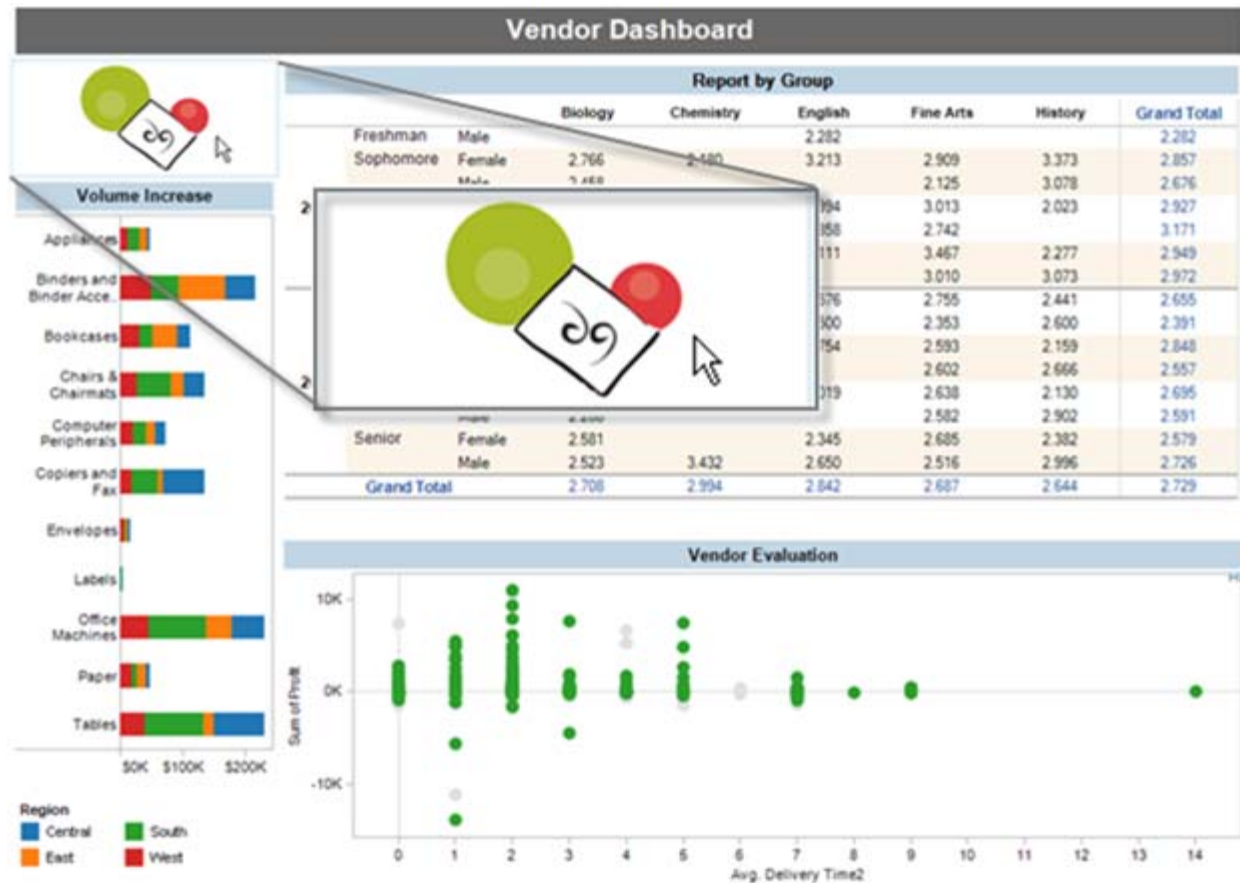 Vendor Dashboard
Report by Group
Biology Chemistry English Fine Arts History Grand Total
Freshman Male 2.282 2.282
Sophomore Female 2.766 2.180 3.213 2.909 3.373 2.857
Male 2.458 2.125 3.078 2.676
3.013 2.023 2.927
2.742 3.171
3.467 2.277 2.949
3.010 3.073 2.972
2.755 2.441 2.655
2.353 2.600 2.391
2.593 2.159 2.848
2.602 2.666 2.557
2.638 2.130 2.695
2.582 2.902 2.591
Senior Female 2.581 2.345 2.685 2.382 2.579
Male 2.523 3.432 2.650 2.516 2.996 2.726
Grand Total 2.708 2.994 2.842 2.687 2.644 2.729
Volume Increase
Appliances
Binders and
Binder Acce..
Bookcases
Chairs &
Chairmats
Computer
Peripherals
Copiers and
Fax
Envelopes
Labels
Office
Machines
Paper
Tables
$0K $100K $200K
Region
Central South
East West
Vendor Evaluation
Sum of Profit
10K
0K
-10K
0 1 2 3 4 5 6 7 8 9 10 11 12 13 14
Avg. Delivery Time2